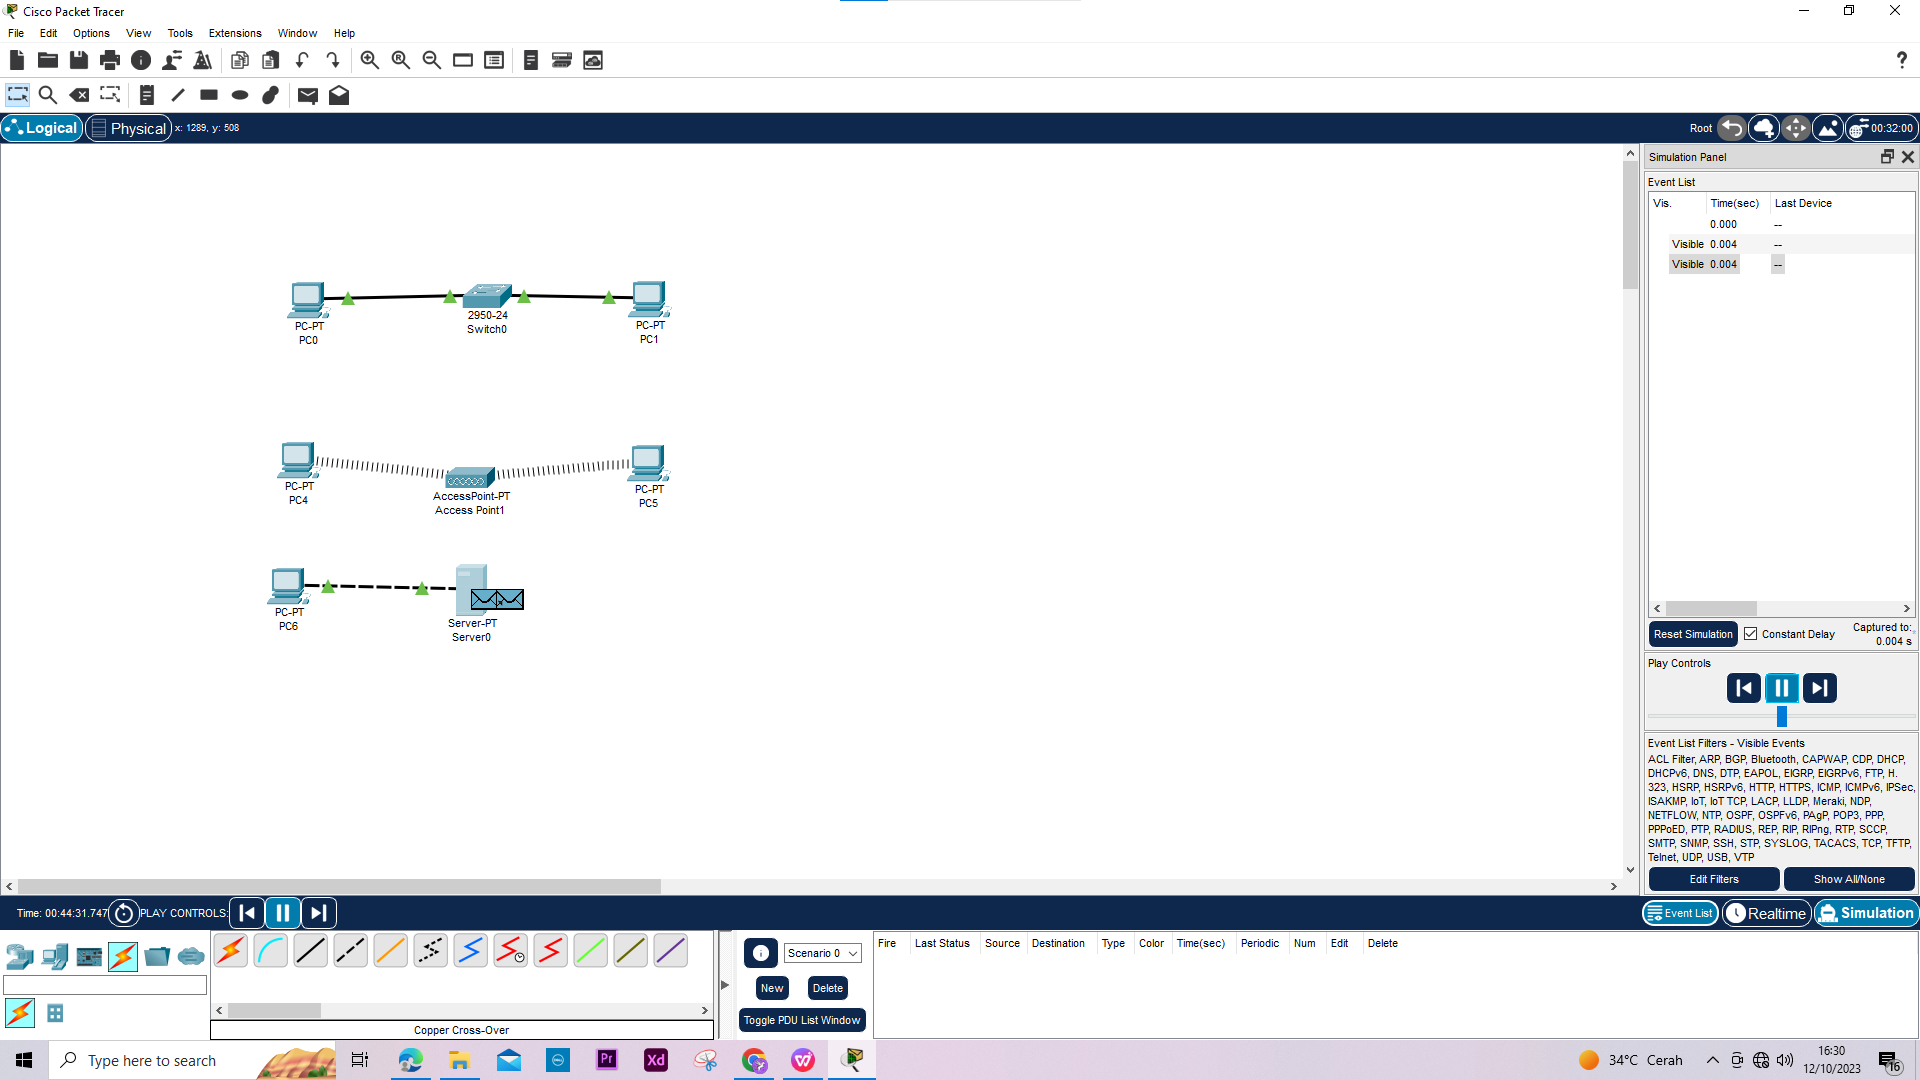 Cisco Packet Tracer
File Edit Options View Tools Extensions Window Help
Logical Physical x: 1289, y: 508 Root 00:32:00
Simulation Panel
Event List
Vis. Time(sec) Last Device
0.000 --
Visible 0.004 --
Visible 0.004 --
PC-PT
PC0
2950-24
Switch0
PC-PT
PC1
PC-PT
PC4
AccessPoint-PT
Access Point1
PC-PT
PC5
PC-PT
PC6
Server-PT
Server0
Reset Simulation Constant Delay Captured to:
0.004 s
Play Controls
Event List Filters - Visible Events
ACL Filter, ARP, BGP, Bluetooth, CAPWAP, CDP, DHCP,
DHCPv6, DNS, DTP, EAPOL, EIGRP, EIGRPv6, FTP, H.
323, HSRP, HSRPv6, HTTP, HTTPS, ICMP, ICMPv6, IPSec,
ISAKMP, IoT, IoT TCP, LACP, LLDP, Meraki, NDP,
NETFLOW, NTP, OSPF, OSPFv6, PAgP, POP3, PPP,
PPPoED, PTP, RADIUS, REP, RIP, RIPng, RTP, SCCP,
SMTP, SNMP, SSH, STP, SYSLOG, TACACS, TCP, TFTP,
Telnet, UDP, USB, VTP
Edit Filters Show All/None
Time: 00:44:31.747 PLAY CONTROLS: Event List Realtime Simulation
Scenario 0
New Delete
Toggle PDU List Window
Fire Last Status Source Destination Type Color Time(sec) Periodic Num Edit Delete
Copper Cross-Over
Type here to search
Pr
Xd
34°C Cerah
16:30
12/10/2023
16